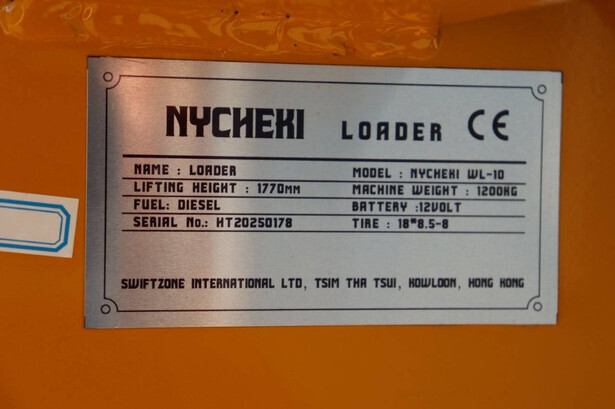 NYCHEKI LOADER CE
NAME : LOADER MODEL : NYCHEKI WL-10
LIFTING HEIGHT : 1770MM MACHINE WEIGHT : 1200KG
FUEL: DIESEL BATTERY :12VOLT
SERIAL No.: HT20250178 TIRE : 18*8.5-8
SWIFTZONE INTERNATIONAL LTD, TSIM THA TSUI, KOWLOON, HONG KONG